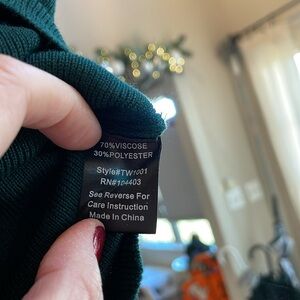 70%VISCOSE
30%POLYESTER
Style#TW1001
RN#104403
See Reverse For
Care Instruction
Made In China